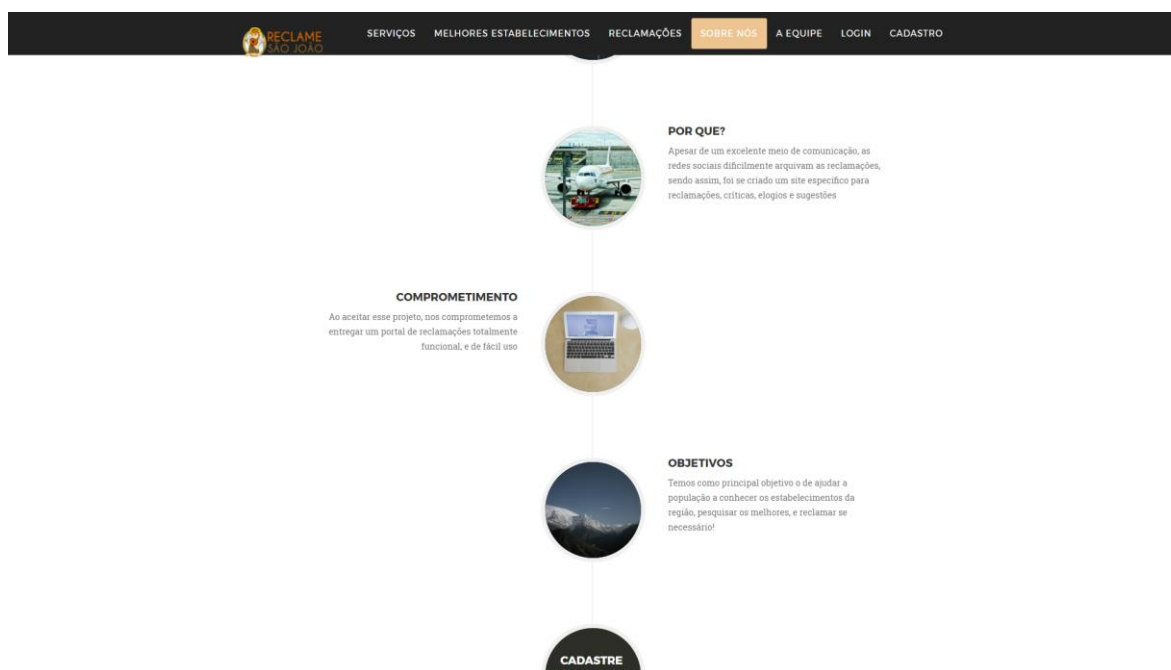 RECLAME
SÃO JOÃO
SERVIÇOS MELHORES ESTABELECIMENTOS RECLAMAÇÕES SOBRE NÓS A EQUIPE LOGIN CADASTRO
POR QUE?
Apesar de um excelente meio de comunicação, as
redes sociais dificilmente arquivam as reclamações,
sendo assim, foi se criado um site específico para
reclamações, críticas, elogios e sugestões
COMPROMETIMENTO
Ao aceitar esse projeto, nos comprometemos a
entregar um portal de reclamações totalmente
funcional, e de fácil uso
OBJETIVOS
Temos como principal objetivo o de ajudar a
população a conhecer os estabelecimentos da
região, pesquisar os melhores, e reclamar se
necessário!
CADASTRE